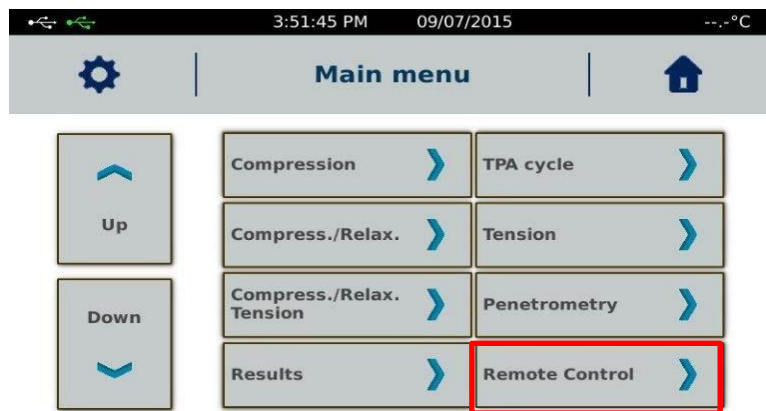 3:51:45 PM 09/07/2015 --.-°C
Main menu
Up
Down
Compression
TPA cycle
Compress./Relax.
Tension
Compress./Relax.
Tension
Penetrometry
Results
Remote Control